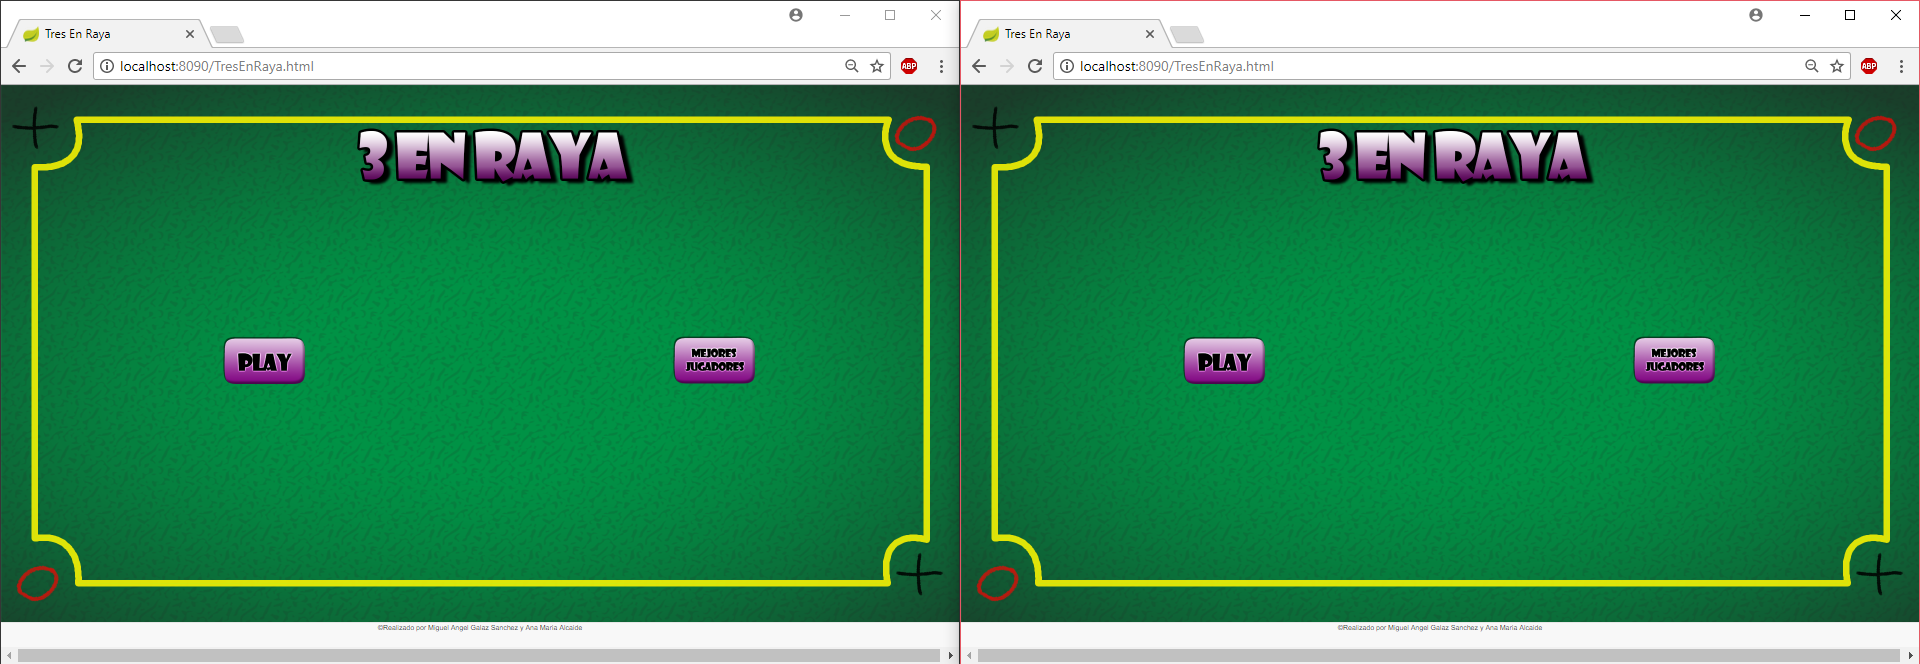 Tres En Raya
localhost:8090/TresEnRaya.html
ABP
3 EN RAYA
PLAY
MEJORES
JUGADORES
©Realizado por Miguel Angel Galaz Sanchez y Ana Maria Alcalde
Tres En Raya
localhost:8090/TresEnRaya.html
ABP
3 EN RAYA
PLAY
MEJORES
JUGADORES
©Realizado por Miguel Angel Galaz Sanchez y Ana Maria Alcalde